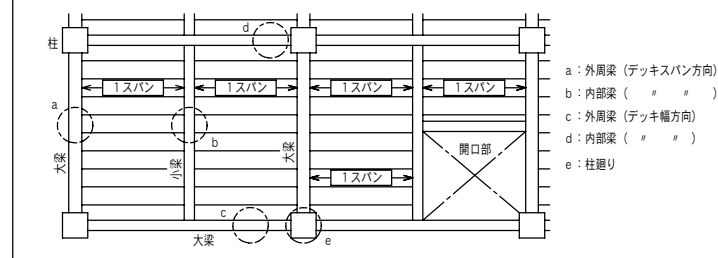 d
柱
1スパン
1スパン
1スパン
1スパン
a
b
大梁
小梁
大梁
開口部
1スパン
c
大梁
e
a：外周梁（デッキスパン方向）
b：内部梁（　〃　　〃　）
c：外周梁（デッキ幅方向）
d：内部梁（　〃　〃　）
e：柱廻り